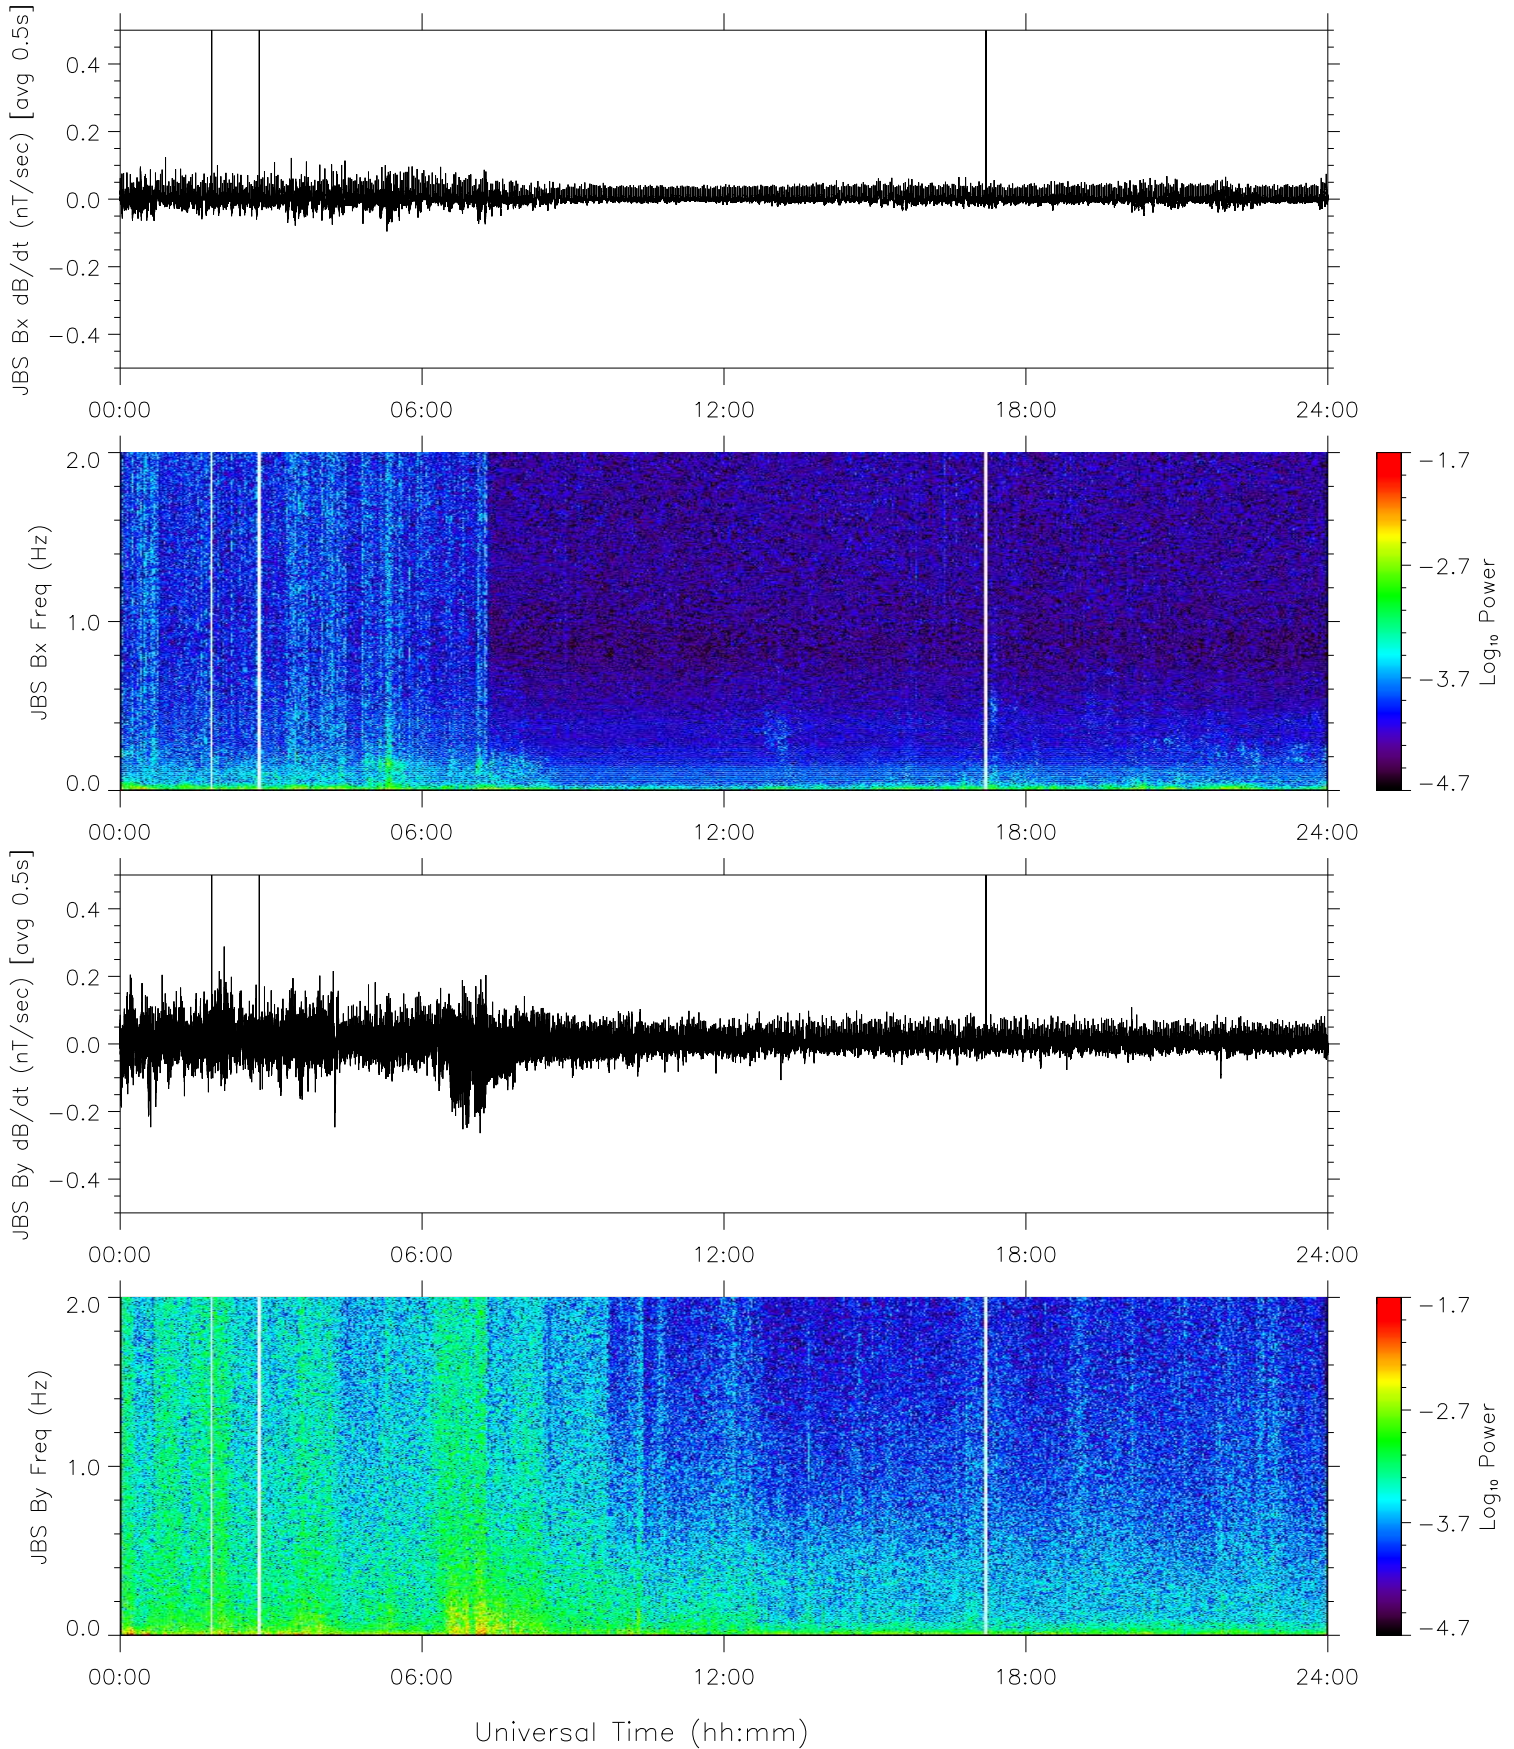 JBS Bx dB/dt (nT/sec) [avg 0.5s]
0.4
0.2
0.0
−0.2
−0.4
00:00 06:00 12:00 18:00 24:00
JBS Bx Freq (Hz)
2.0
1.0
0.0
00:00 06:00 12:00 18:00 24:00
−1.7
−2.7
−3.7
−4.7
Log₁₀ Power
JBS By dB/dt (nT/sec) [avg 0.5s]
0.4
0.2
0.0
−0.2
−0.4
00:00 06:00 12:00 18:00 24:00
JBS By Freq (Hz)
2.0
1.0
0.0
00:00 06:00 12:00 18:00 24:00
−1.7
−2.7
−3.7
−4.7
Log₁₀ Power
Universal Time (hh:mm)